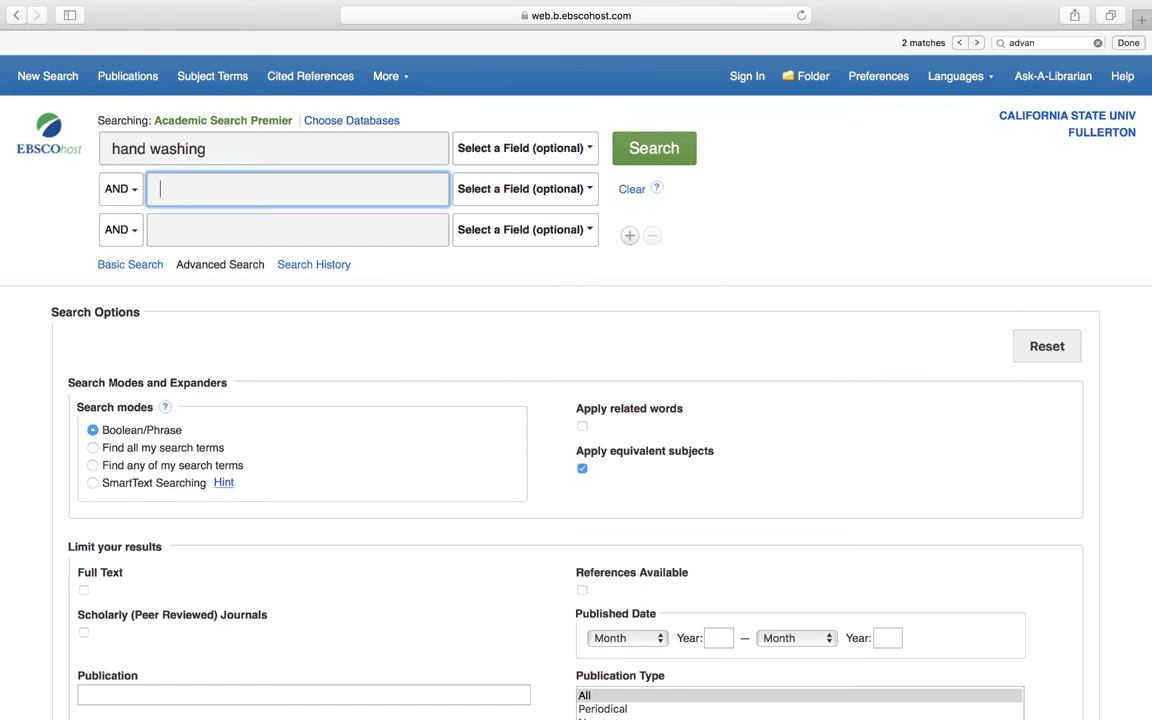 web.b.ebscohost.com
2 matches
advan
Done
New Search
Publications
Subject Terms
Cited References
More
Sign In
Folder
Preferences
Languages
Ask-A-Librarian
Help
EBSCOhost
Searching: Academic Search Premier
Choose Databases
CALIFORNIA STATE UNIV
FULLERTON
hand washing
Select a Field (optional)
Search
AND
Select a Field (optional)
Clear ?
AND
Select a Field (optional)
+
−
Basic Search
Advanced Search
Search History
Search Options
Reset
Search Modes and Expanders
Search modes ?
Boolean/Phrase
Find all my search terms
Find any of my search terms
SmartText Searching Hint
Apply related words
Apply equivalent subjects
Limit your results
Full Text
References Available
Scholarly (Peer Reviewed) Journals
Published Date
Month
Year:
—
Month
Year:
Publication
Publication Type
All
Periodical